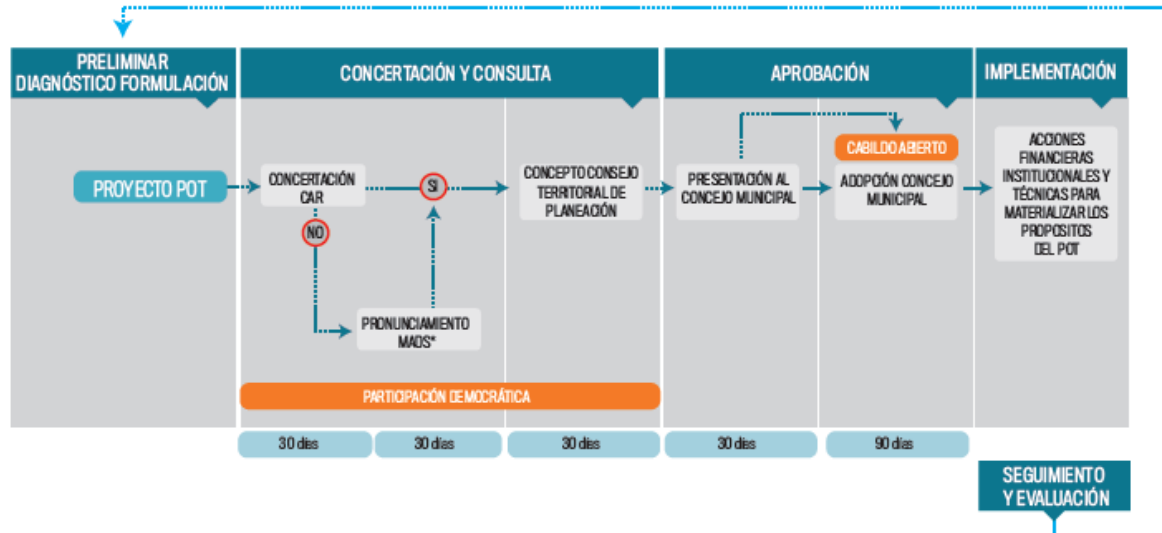 PRELIMINAR
DIAGNÓSTICO FORMULACIÓN
CONCERTACIÓN Y CONSULTA
APROBACIÓN
IMPLEMENTACIÓN
PROYECTO POT
CONCERTACIÓN
CAR
NO
SI
PRONUNCIAMIENTO
MADS*
CONCEPTO CONSEJO
TERRITORIAL DE
PLANEACIÓN
PRESENTACIÓN AL
CONCEJO MUNICIPAL
CABILDO ABIERTO
ADOPCIÓN CONCEJO
MUNICIPAL
ACCIONES
FINANCIERAS
INSTITUCIONALES Y
TÉCNICAS PARA
MATERIALIZAR LOS
PROPOSITOS
DEL POT
PARTICIPACIÓN DEMOCRÁTICA
30 días
30 días
30 días
30 días
90 días
SEGUIMIENTO
Y EVALUACIÓN